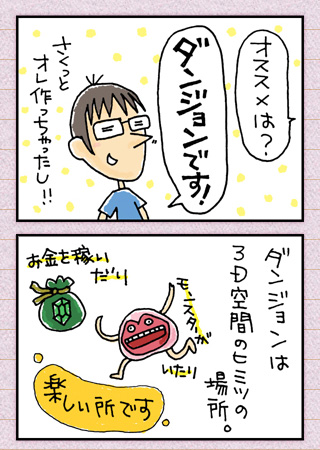 オススメは？
ダンジョンです！
さくっと
オレ作っちゃったし！！
ダンジョンは
3D空間のヒミツの
場所。
お金を稼い
だり
モンスターが
いたり
楽しい所です